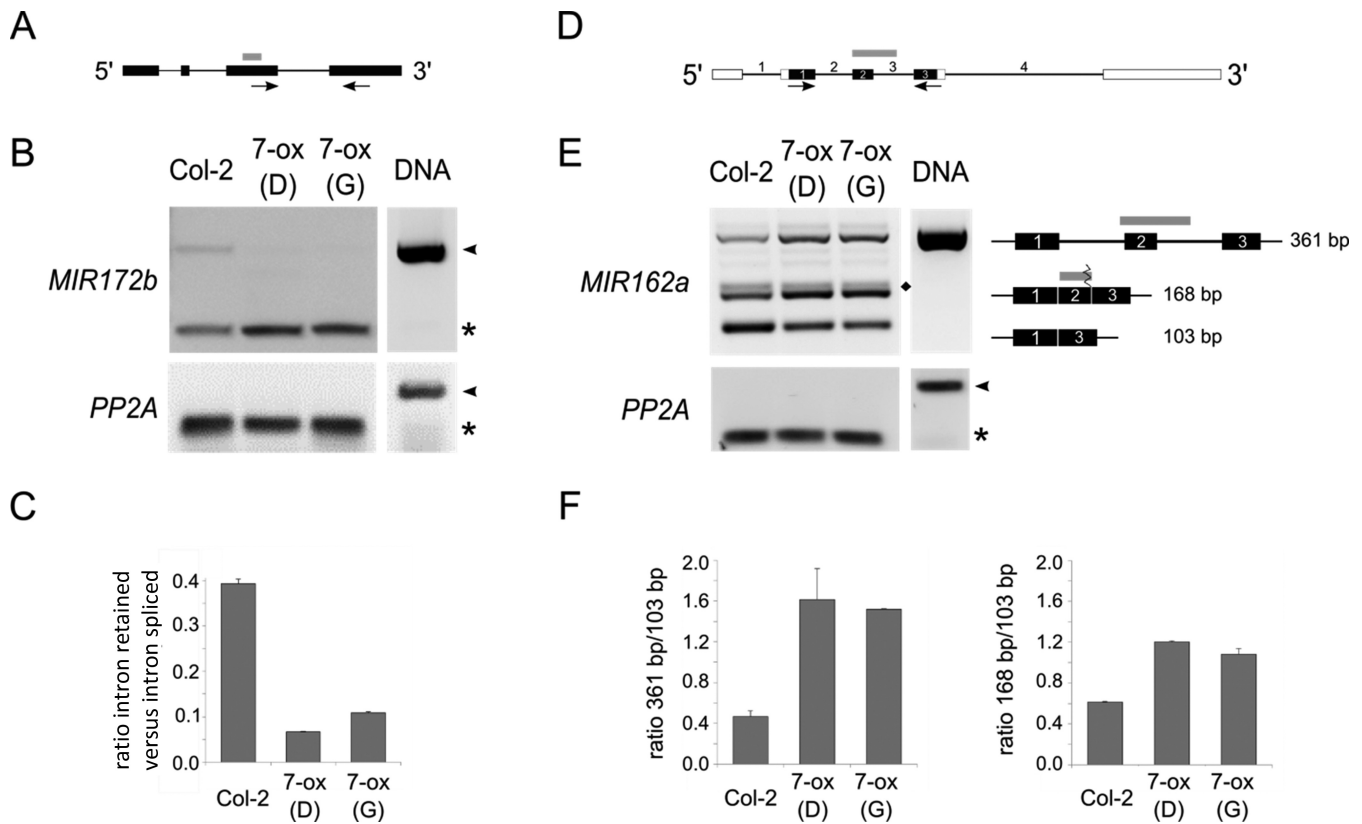 A
5' 3'
B
Col-2 7-ox (D) 7-ox (G) DNA
MIR172b
*
PP2A
*
C
ratio intron retained
versus intron spliced
0.4
0.3
0.2
0.1
0.0
Col-2 7-ox (D) 7-ox (G)
D
5' 1 2 3 4 3'
1 2 3
E
Col-2 7-ox (D) 7-ox (G) DNA
MIR162a
1 2 3 361 bp
1 2 3 168 bp
1 3 103 bp
PP2A
*
F
ratio 361 bp/103 bp
2.0
1.6
1.2
0.8
0.4
0.0
Col-2 7-ox (D) 7-ox (G)
ratio 168 bp/103 bp
2.0
1.6
1.2
0.8
0.4
0.0
Col-2 7-ox (D) 7-ox (G)